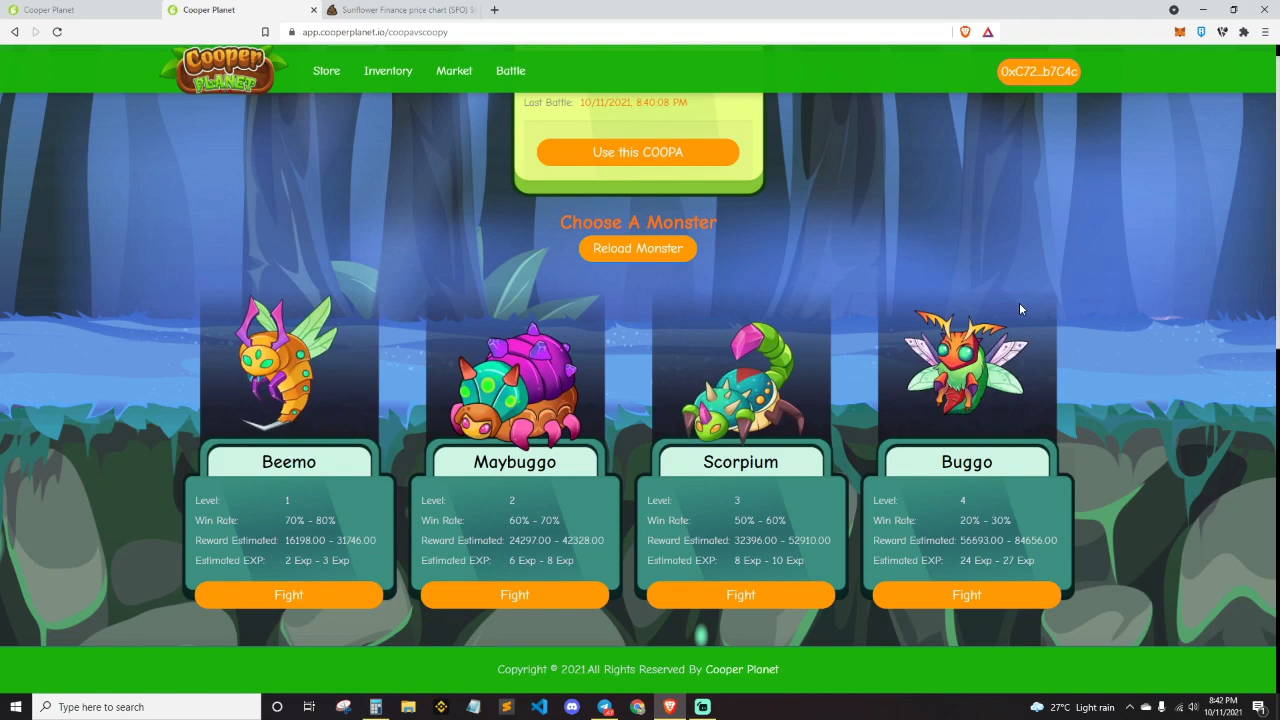 Cooper Planet
Cooper Planet
Sunflower Finance price chart (SFO) S
app.cooperplanet.io/coopavscoopy
Cooper PLANET
Store
Inventory
Market
Battle
0xC72...b7C4c
Last Battle: 10/11/2021, 8:40:08 PM
Use this COOPA
Choose A Monster
Reload Monster
Beemo
Level: 1
Win Rate: 70% - 80%
Reward Estimated: 16198.00 - 31746.00
Estimated EXP: 2 Exp - 3 Exp
Fight
Maybuggo
Level: 2
Win Rate: 60% - 70%
Reward Estimated: 24297.00 - 42328.00
Estimated EXP: 6 Exp - 8 Exp
Fight
Scorpium
Level: 3
Win Rate: 50% - 60%
Reward Estimated: 32396.00 - 52910.00
Estimated EXP: 8 Exp - 10 Exp
Fight
Buggo
Level: 4
Win Rate: 20% - 30%
Reward Estimated: 56693.00 - 84656.00
Estimated EXP: 24 Exp - 27 Exp
Fight
Copyright © 2021.All Rights Reserved By Cooper Planet
Type here to search
27°C Light rain
8:42 PM
10/11/2021